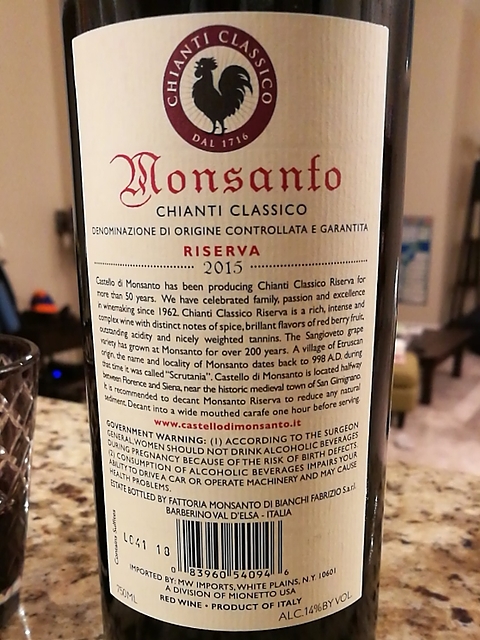 CHIANTI CLASSICO
DAL 1716
Monsanto
CHIANTI CLASSICO
DENOMINAZIONE DI ORIGINE CONTROLLATA E GARANTITA
RISERVA
2015
Castello di Monsanto has been producing Chianti Classico Riserva for
more than 50 years. We have celebrated family, passion and excellence
in winemaking since 1962. Chianti Classico Riserva is a rich, intense and
complex wine with distinct notes of spice, brilliant flavors of red berry fruit,
outstanding acidity and nicely weighted tannins. The Sangioveto grape
variety has grown at Monsanto for over 200 years. A village of Etruscan
origin, the name and locality of Monsanto dates back to 998 A.D. during
that time it was called "Scrutania". Castello di Monsanto is located halfway
between Florence and Siena, near the historic medieval town of San Gimignano.
It is recommended to decant Monsanto Riserva to reduce any natural
sediment. Decant into a wide mouthed carafe one hour before serving.
www.castellodimonsanto.it
GOVERNMENT WARNING: (1) ACCORDING TO THE SURGEON
GENERAL, WOMEN SHOULD NOT DRINK ALCOHOLIC BEVERAGES
DURING PREGNANCY BECAUSE OF THE RISK OF BIRTH DEFECTS.
(2) CONSUMPTION OF ALCOHOLIC BEVERAGES IMPAIRS YOUR
ABILITY TO DRIVE A CAR OR OPERATE MACHINERY AND MAY CAUSE
HEALTH PROBLEMS.
ESTATE BOTTLED BY FATTORIA MONSANTO DI BIANCHI FABRIZIO S.a.r.l.
BARBERINO VAL D'ELSA - ITALIA
Contains Sulfites
LC41 18
0 83960 54094 6
IMPORTED BY: MW IMPORTS, WHITE PLAINS, N.Y. 10601
A DIVISION OF MIONETTO USA
750ML
RED WINE • PRODUCT OF ITALY
ALC. 14% BY VOL.